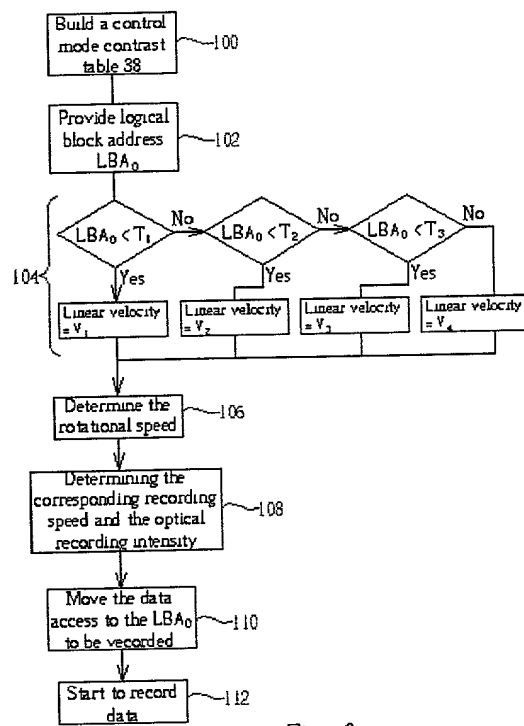 Build a control
mode contrast
table 38
100
Provide logical
block address
LBA₀
102
LBA₀ < T₁
No
LBA₀ < T₂
No
LBA₀ < T₃
No
104
Yes
Yes
Yes
Linear velocity
= V₁
Linear velocity
= V₂
Linear velocity
= V₃
Linear velocity
= V₄
Determine the
rotational speed
106
Determining the
corresponding recording
speed and the optical
recording intensity
108
Move the data
access to the LBA₀
to be vecorded
110
Start to record
data
112